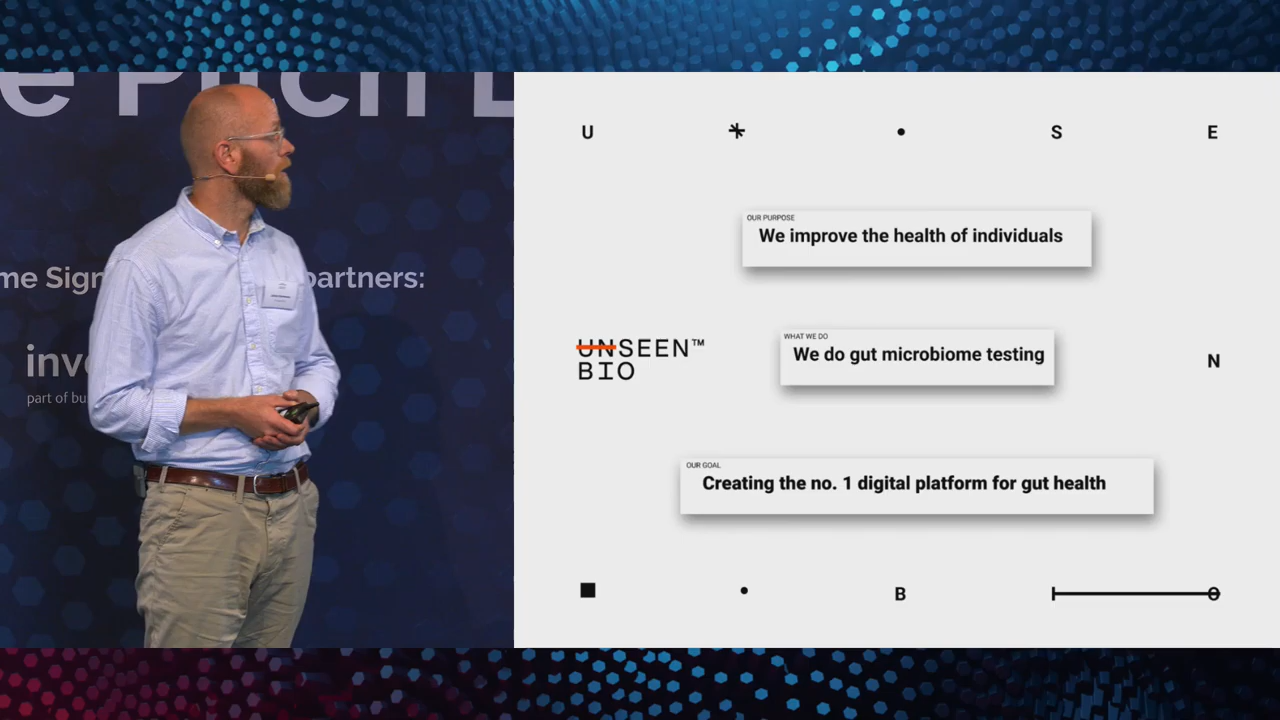 e Pitch
me Sign
partners:
inve
part of bu
U * • S E
OUR PURPOSE
We improve the health of individuals
UNSEEN™
BIO
WHAT WE DO
We do gut microbiome testing
N
OUR GOAL
Creating the no. 1 digital platform for gut health
■ • B I O